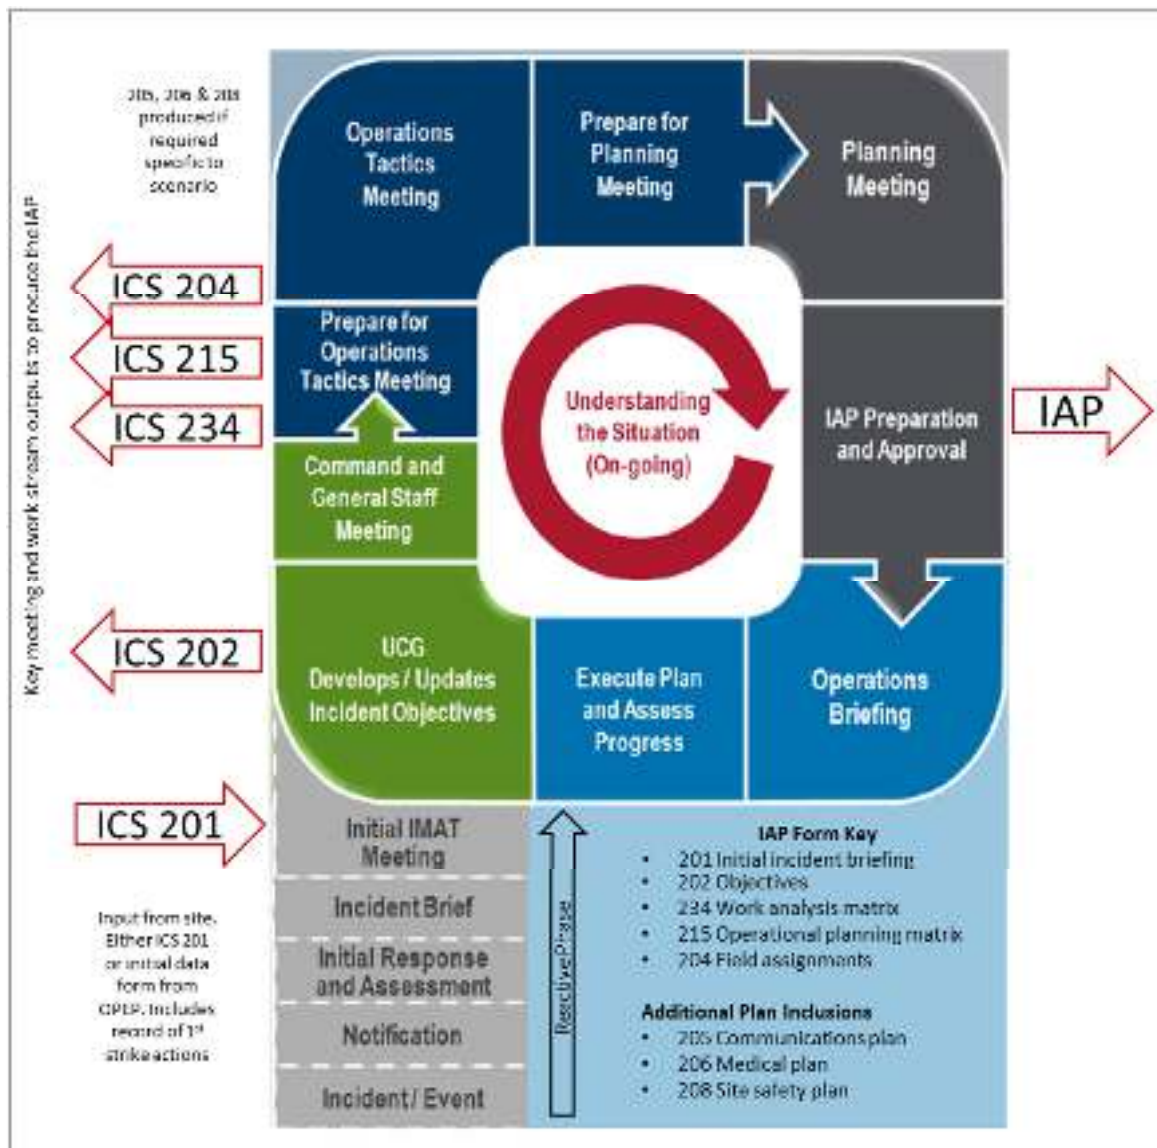 205, 206 & 208
produced if
required
specific to
scenario
Key meeting and work stream outputs to produce the IAP
Operations
Tactics
Meeting
Prepare for
Planning
Meeting
Planning
Meeting
ICS 204
ICS 215
ICS 234
Prepare for
Operations
Tactics Meeting
Command and
General Staff
Meeting
Understanding
the Situation
(On-going)
IAP Preparation
and Approval
IAP
ICS 202
UCG
Develops / Updates
Incident Objectives
Execute Plan
and Assess
Progress
Operations
Briefing
ICS 201
Initial IMAT
Meeting
Incident Brief
Initial Response
and Assessment
Notification
Incident / Event
Input from site.
Either ICS 201
or initial data
form from
OPEP. Includes
record of 1st
strike actions
Reactive Phase
IAP Form Key
• 201 Initial incident briefing
• 202 Objectives
• 234 Work analysis matrix
• 215 Operational planning matrix
• 204 Field assignments
Additional Plan Inclusions
• 205 Communications plan
• 206 Medical plan
• 208 Site safety plan